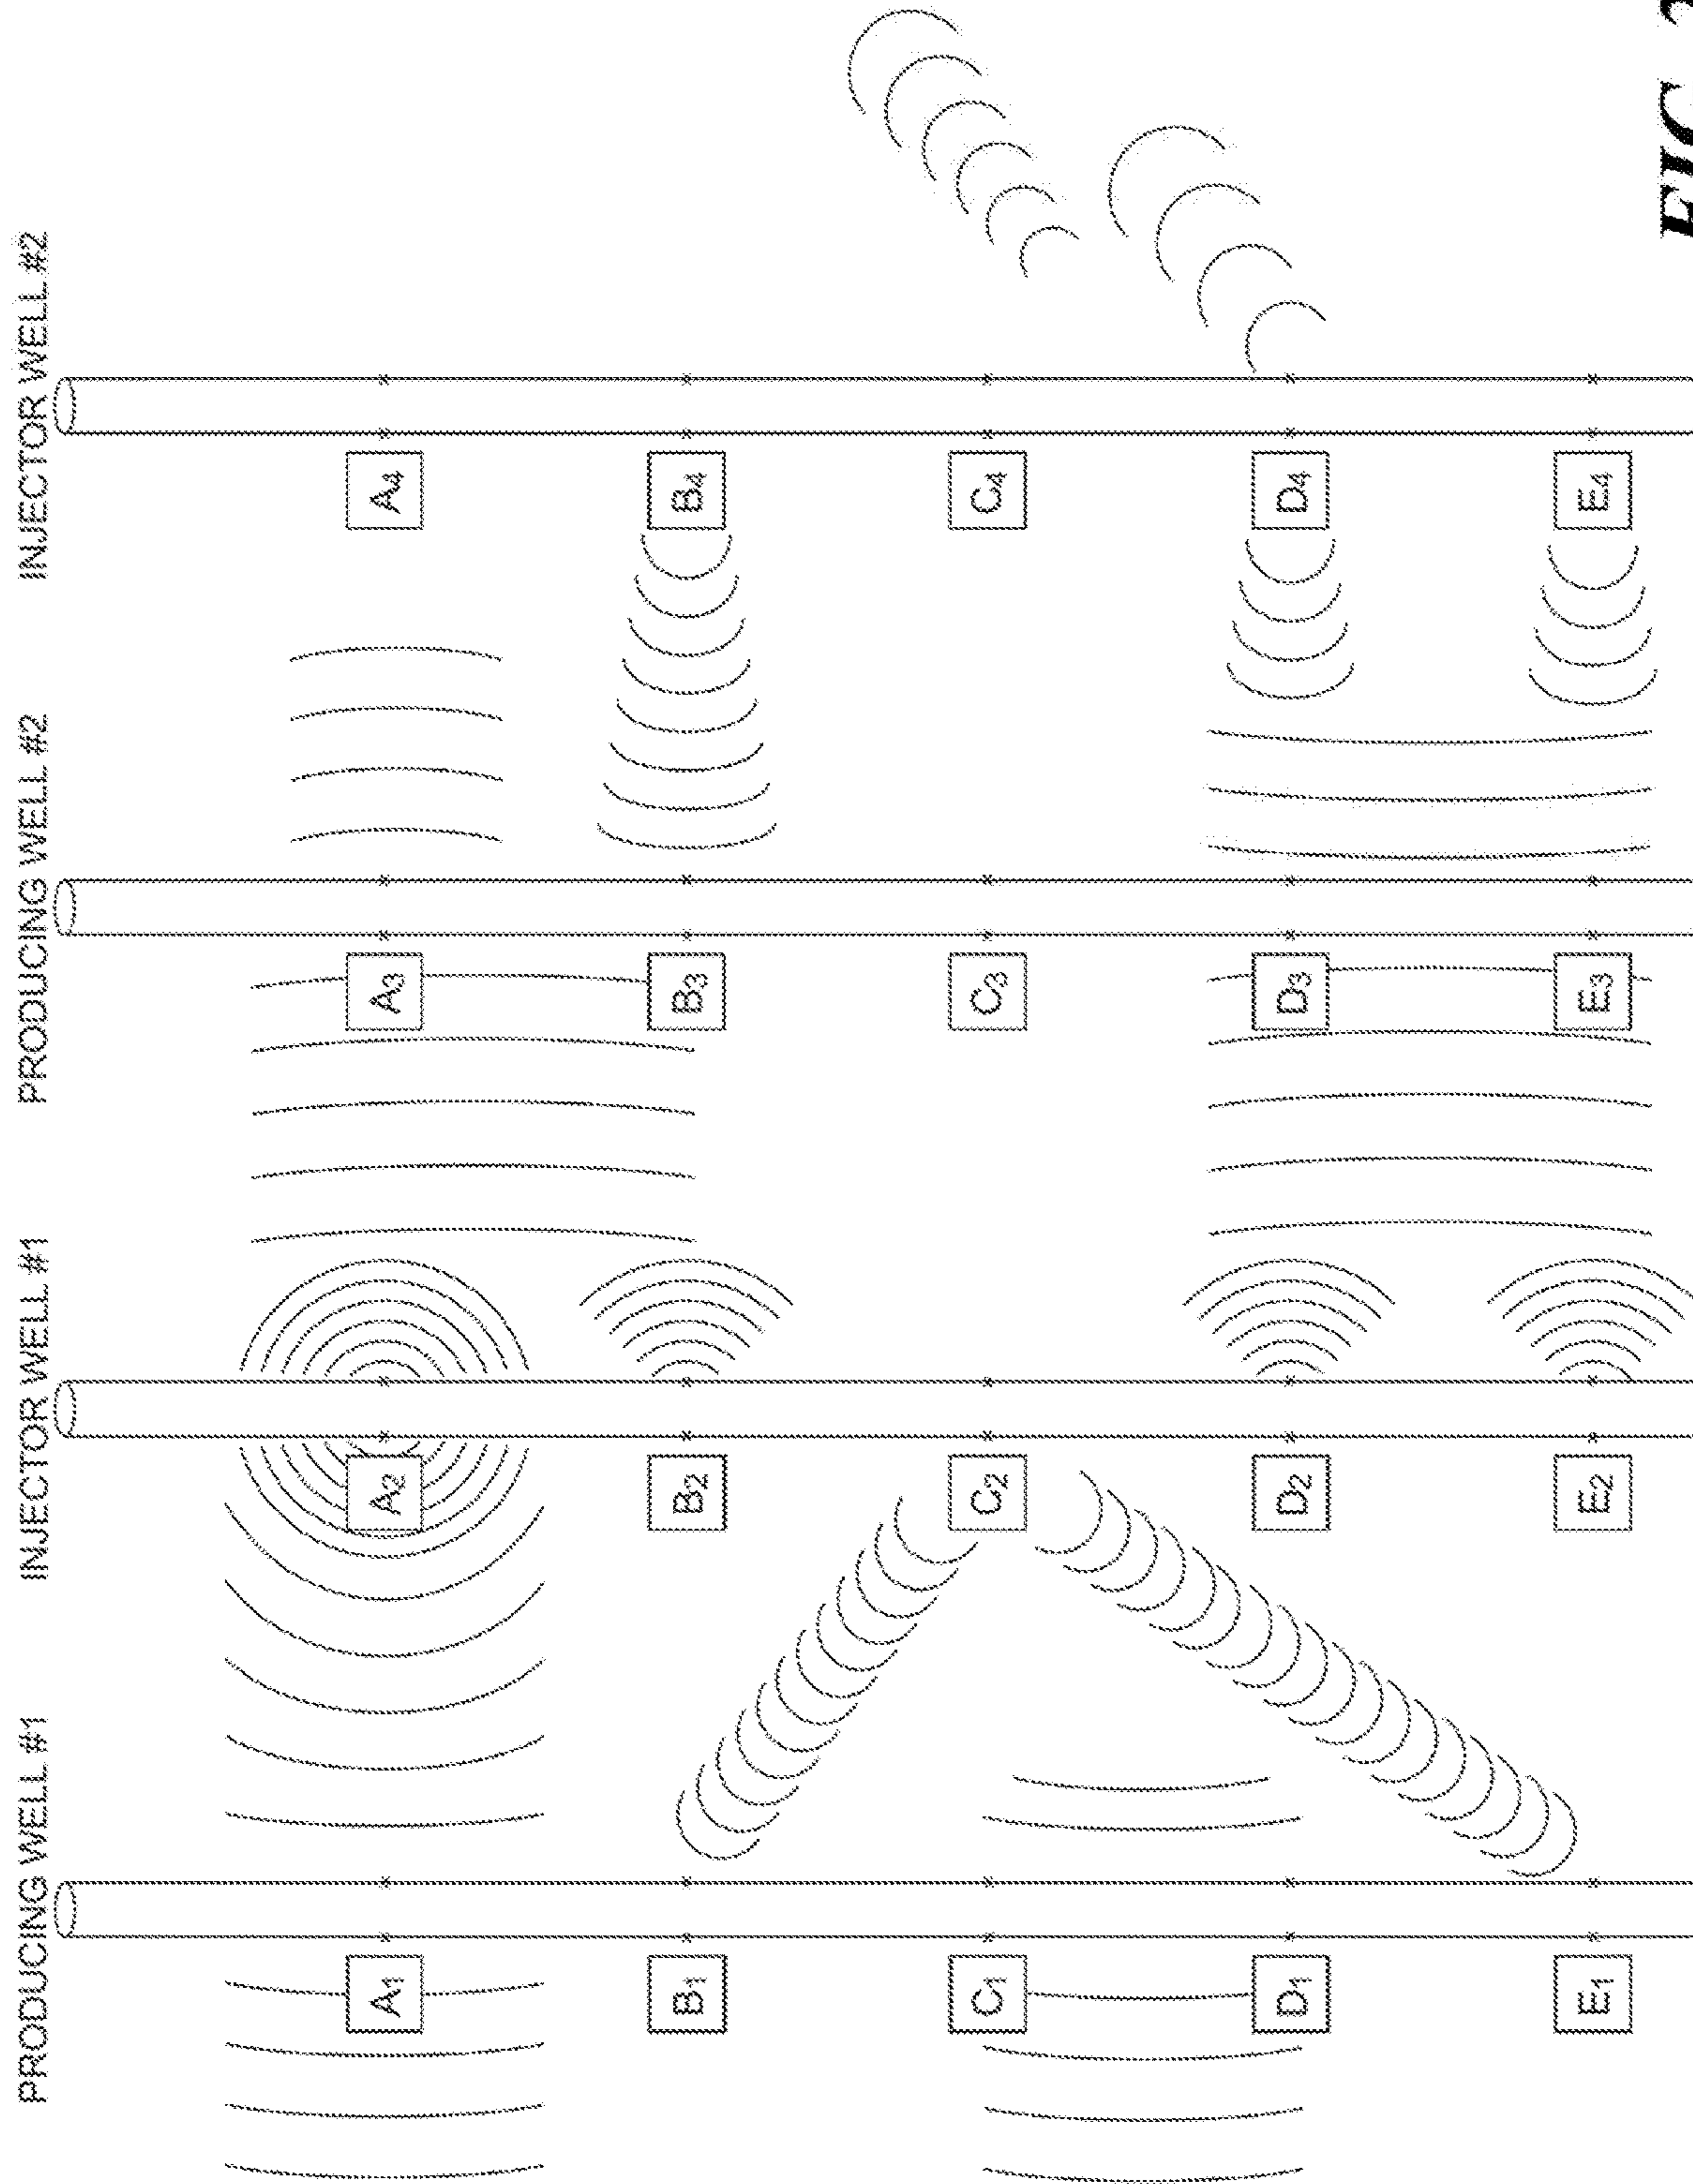 PRODUCING WELL #1
INJECTOR WELL #1
PRODUCING WELL #2
INJECTOR WELL #2
A1
A2
A3
A4
B1
B2
B3
B4
C1
C2
C3
C4
D1
D2
D3
D4
E1
E2
E3
E4
FIG.